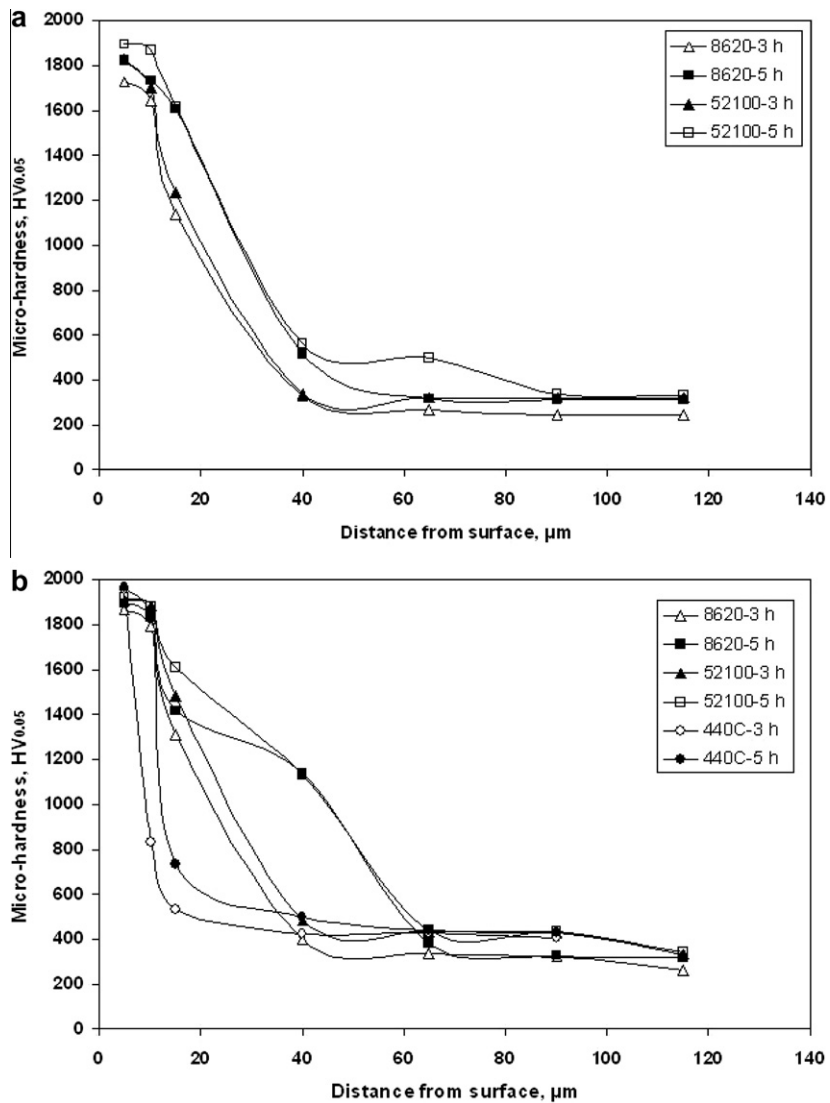 a
2000
1800
1600
1400
1200
1000
800
600
400
200
0
Micro-hardness, HV0.05
0 20 40 60 80 100 120 140
Distance from surface, µm
8620-3 h
8620-5 h
52100-3 h
52100-5 h
b
2000
1800
1600
1400
1200
1000
800
600
400
200
0
Micro-hardness, HV0.05
0 20 40 60 80 100 120 140
Distance from surface, µm
8620-3 h
8620-5 h
52100-3 h
52100-5 h
440C-3 h
440C-5 h